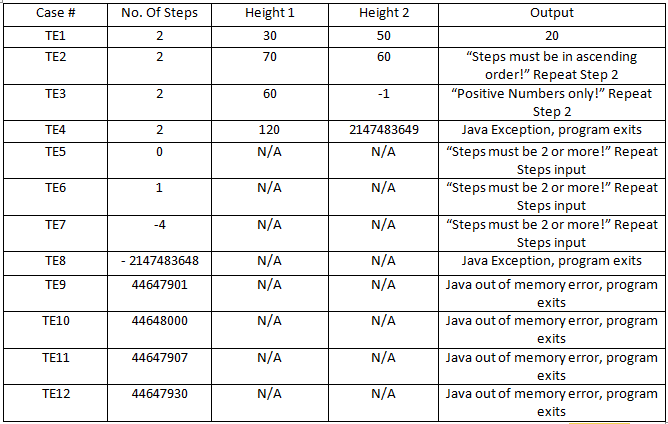 Case # No. Of Steps Height 1 Height 2 Output
TE1 2 30 50 20
TE2 2 70 60 “Steps must be in ascending
order!” Repeat Step 2
TE3 2 60 -1 “Positive Numbers only!” Repeat
Step 2
TE4 2 120 2147483649 Java Exception, program exits
TE5 0 N/A N/A “Steps must be 2 or more!” Repeat
Steps input
TE6 1 N/A N/A “Steps must be 2 or more!” Repeat
Steps input
TE7 -4 N/A N/A “Steps must be 2 or more!” Repeat
Steps input
TE8 - 2147483648 N/A N/A Java Exception, program exits
TE9 44647901 N/A N/A Java out of memory error, program
exits
TE10 44648000 N/A N/A Java out of memory error, program
exits
TE11 44647907 N/A N/A Java out of memory error, program
exits
TE12 44647930 N/A N/A Java out of memory error, program
exits